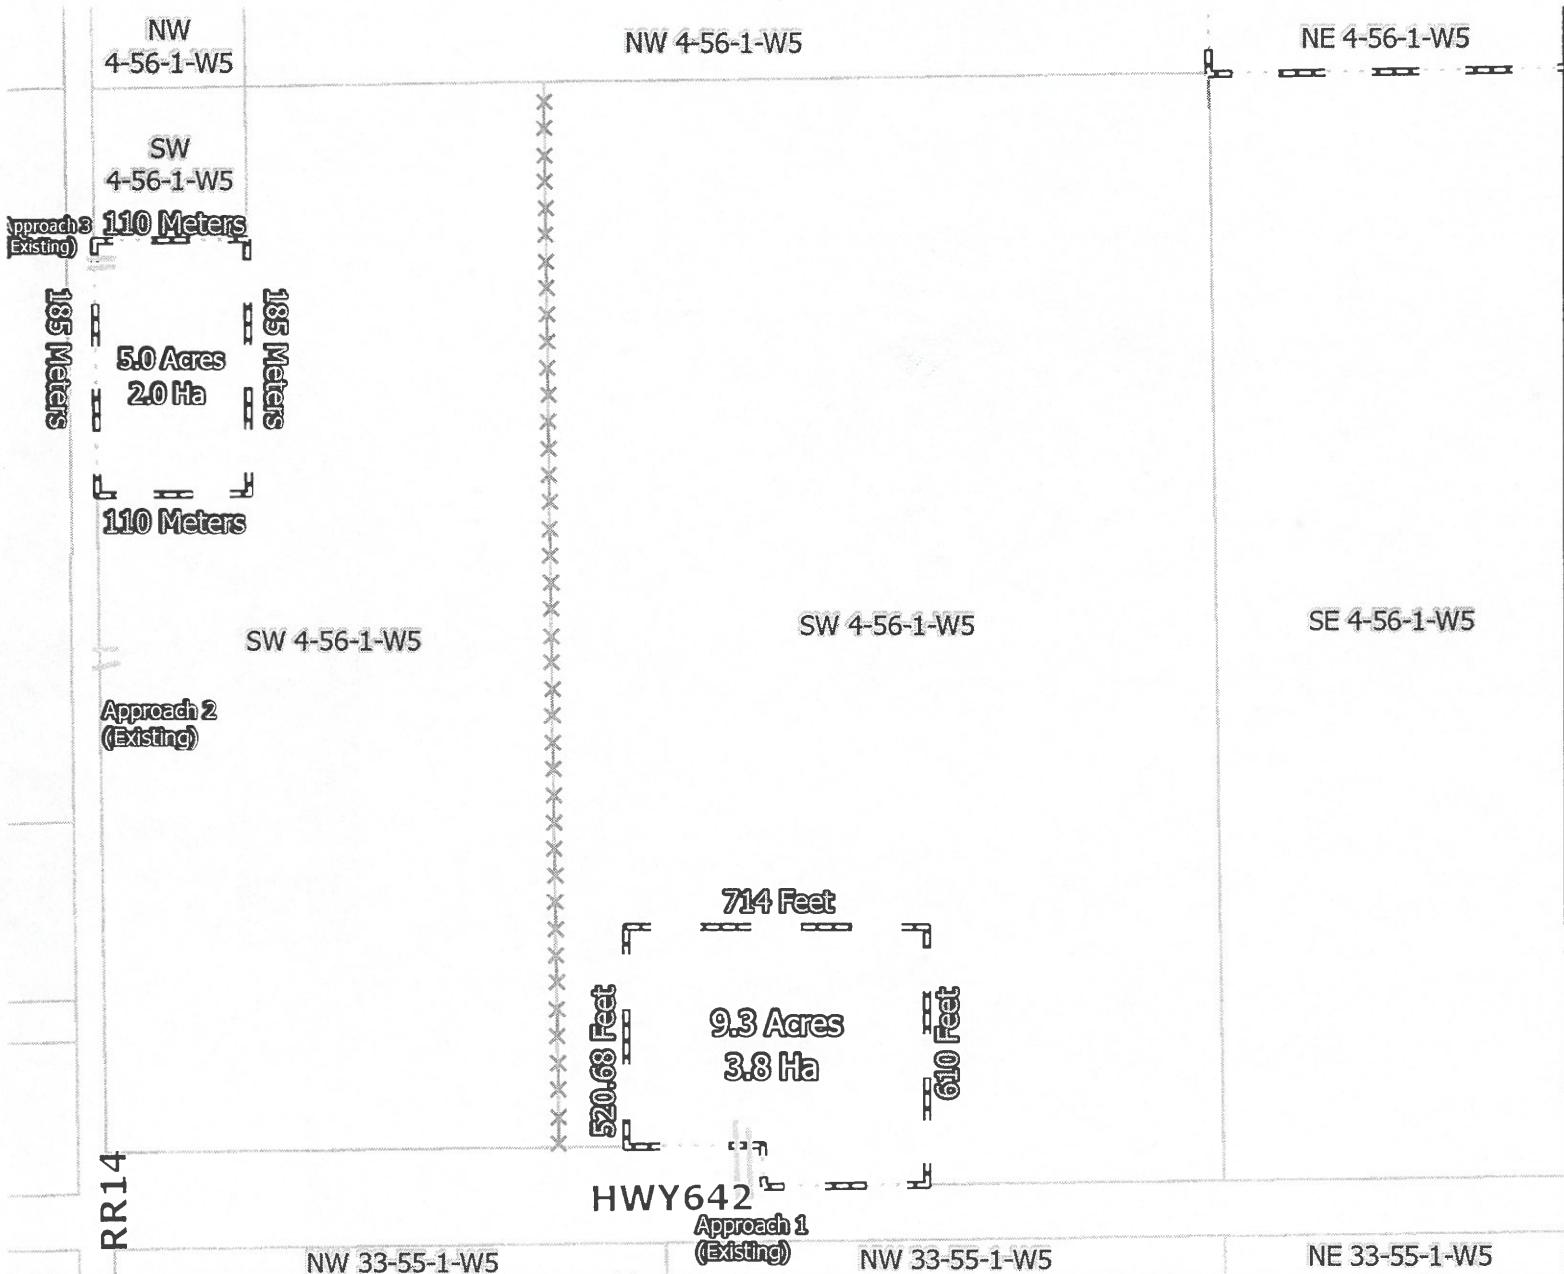 NW
4-56-1-W5
NW 4-56-1-W5
NE 4-56-1-W5
SW
4-56-1-W5
Approach 3
(Existing)
110 Meters
185 Meters
185 Meters
5.0 Acres
2.0 Ha
110 Meters
SW 4-56-1-W5
SW 4-56-1-W5
SE 4-56-1-W5
Approach 2
(Existing)
714 Feet
520.68 Feet
9.3 Acres
3.8 Ha
610 Feet
RR14
HWY642
Approach 1
(Existing)
NW 33-55-1-W5
NW 33-55-1-W5
NE 33-55-1-W5